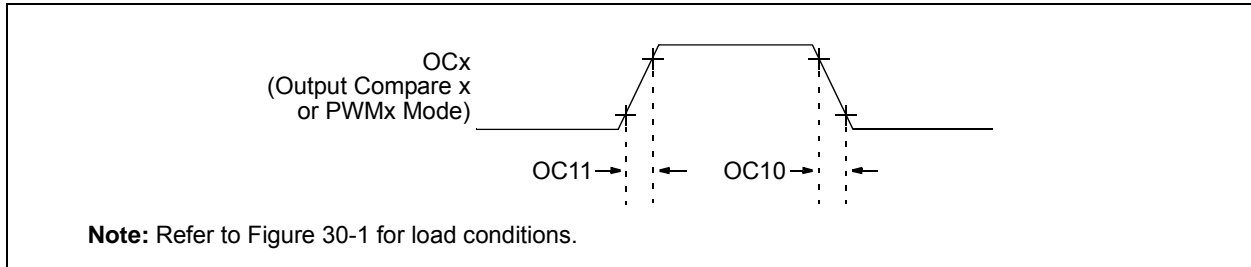 OCx
(Output Compare x
or PWMx Mode)
OC11
OC10
Note: Refer to Figure 30-1 for load conditions.